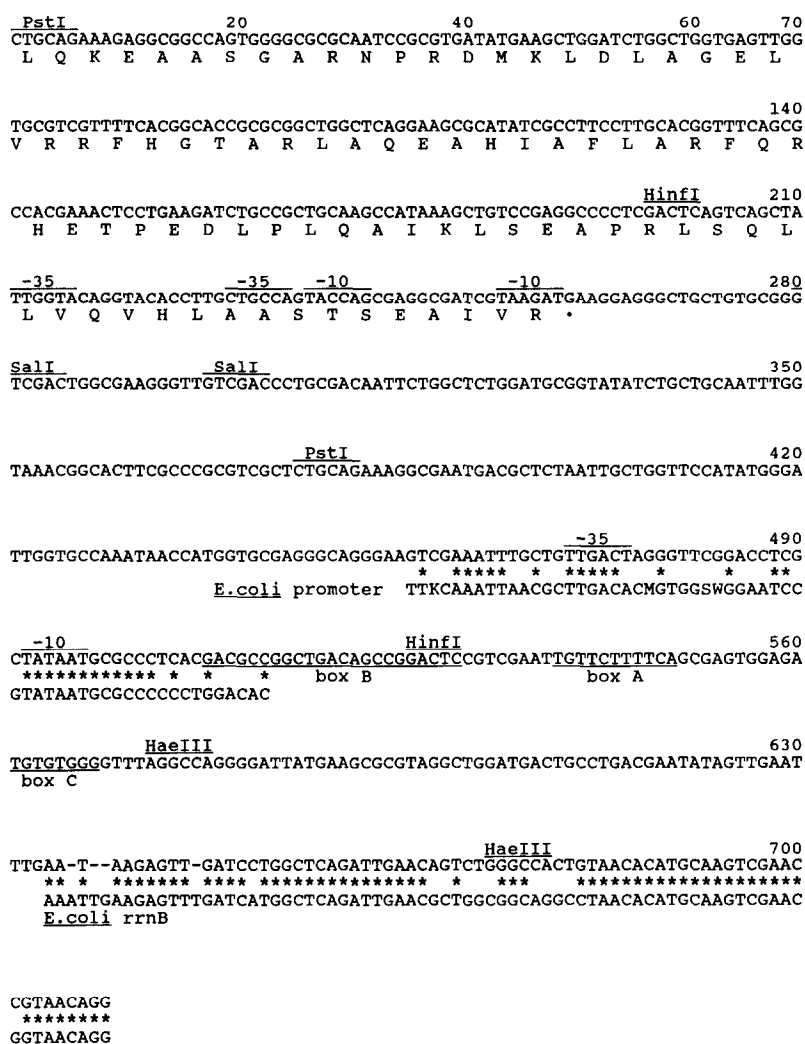 PstI 20 40 60 70
CTGCAGAAAGAGGCGGCCAGTGGGGCGCGCAATCCGCGTGATATGAAGCTGGATCTGGCTGGTGAGTTGG
L Q K E A A S G A R N P R D M K L D L A G E L
140
TGCGTCGTTTTCACGGCACCGCGCGGCTGGCTCAGGAAGCGCATATCGCCTTCCTTGCACGGTTTCAGCG
V R R F H G T A R L A Q E A H I A F L A R F Q R
HinfI 210
CCACGAAACTCCTGAAGATCTGCCGCTGCAAGCCATAAAGCTGTCCGAGGCCCCTCGACTCAGTCAGCTA
H E T P E D L P L Q A I K L S E A P R L S Q L
-35 -35 -10 -10 280
TTGGTACAGGTACACCTTGCTGCCAGTACCAGCGAGGCGATCGTAAGATGAAGGAGGGCTGCTGTGCGGG
L V Q V H L A A S T S E A I V R .
SalI SalI 350
TCGACTGGCGAAGGGTTGTCGACCCTGCGACAATTCTGGCTCTGGATGCGGTATATCTGCTGCAATTTGG
PstI 420
TAAACGGCACTTCGCCCGCGTCGCTCTGCAGAAAGGCGAATGACGCTCTAATTGCTGGTTCCATATGGGA
-35 490
TTGGTGCCAAATAACCATGGTGCGAGGGCAGGGAAGTCGAAATTTGCTGTTGACTAGGGTTCGGACCTCG
* ***** * ***** * * **
E.coli promoter TTKCAAATTAACGCTTGACACMGTGGSWGGAATCC
-10 HinfI 560
CTATAATGCGCCCTCACGACGCCGGCTGACAGCCGGACTCCGTCGAATTGTTCTTTTCAGCGAGTGGAGA
************ * * * box B box A
GTATAATGCGCCCCCCTGGACAC
HaeIII 630
TGTGTGGGGTTTAGGCCAGGGGATTATGAAGCGCGTAGGCTGGATGACTGCCTGACGAATATAGTTGAAT
box C
HaeIII 700
TTGAA-T--AAGAGTT-GATCCTGGCTCAGATTGAACAGTCTGGGCCACTGTAACACATGCAAGTCGAAC
** * ******* **** *************** * *** ********************
AAATTGAAGAGTTTGATCATGGCTCAGATTGAACGCTGGCGGCAGGCCTAACACATGCAAGTCGAAC
E.coli rrnB
CGTAACAGG
********
GGTAACAGG